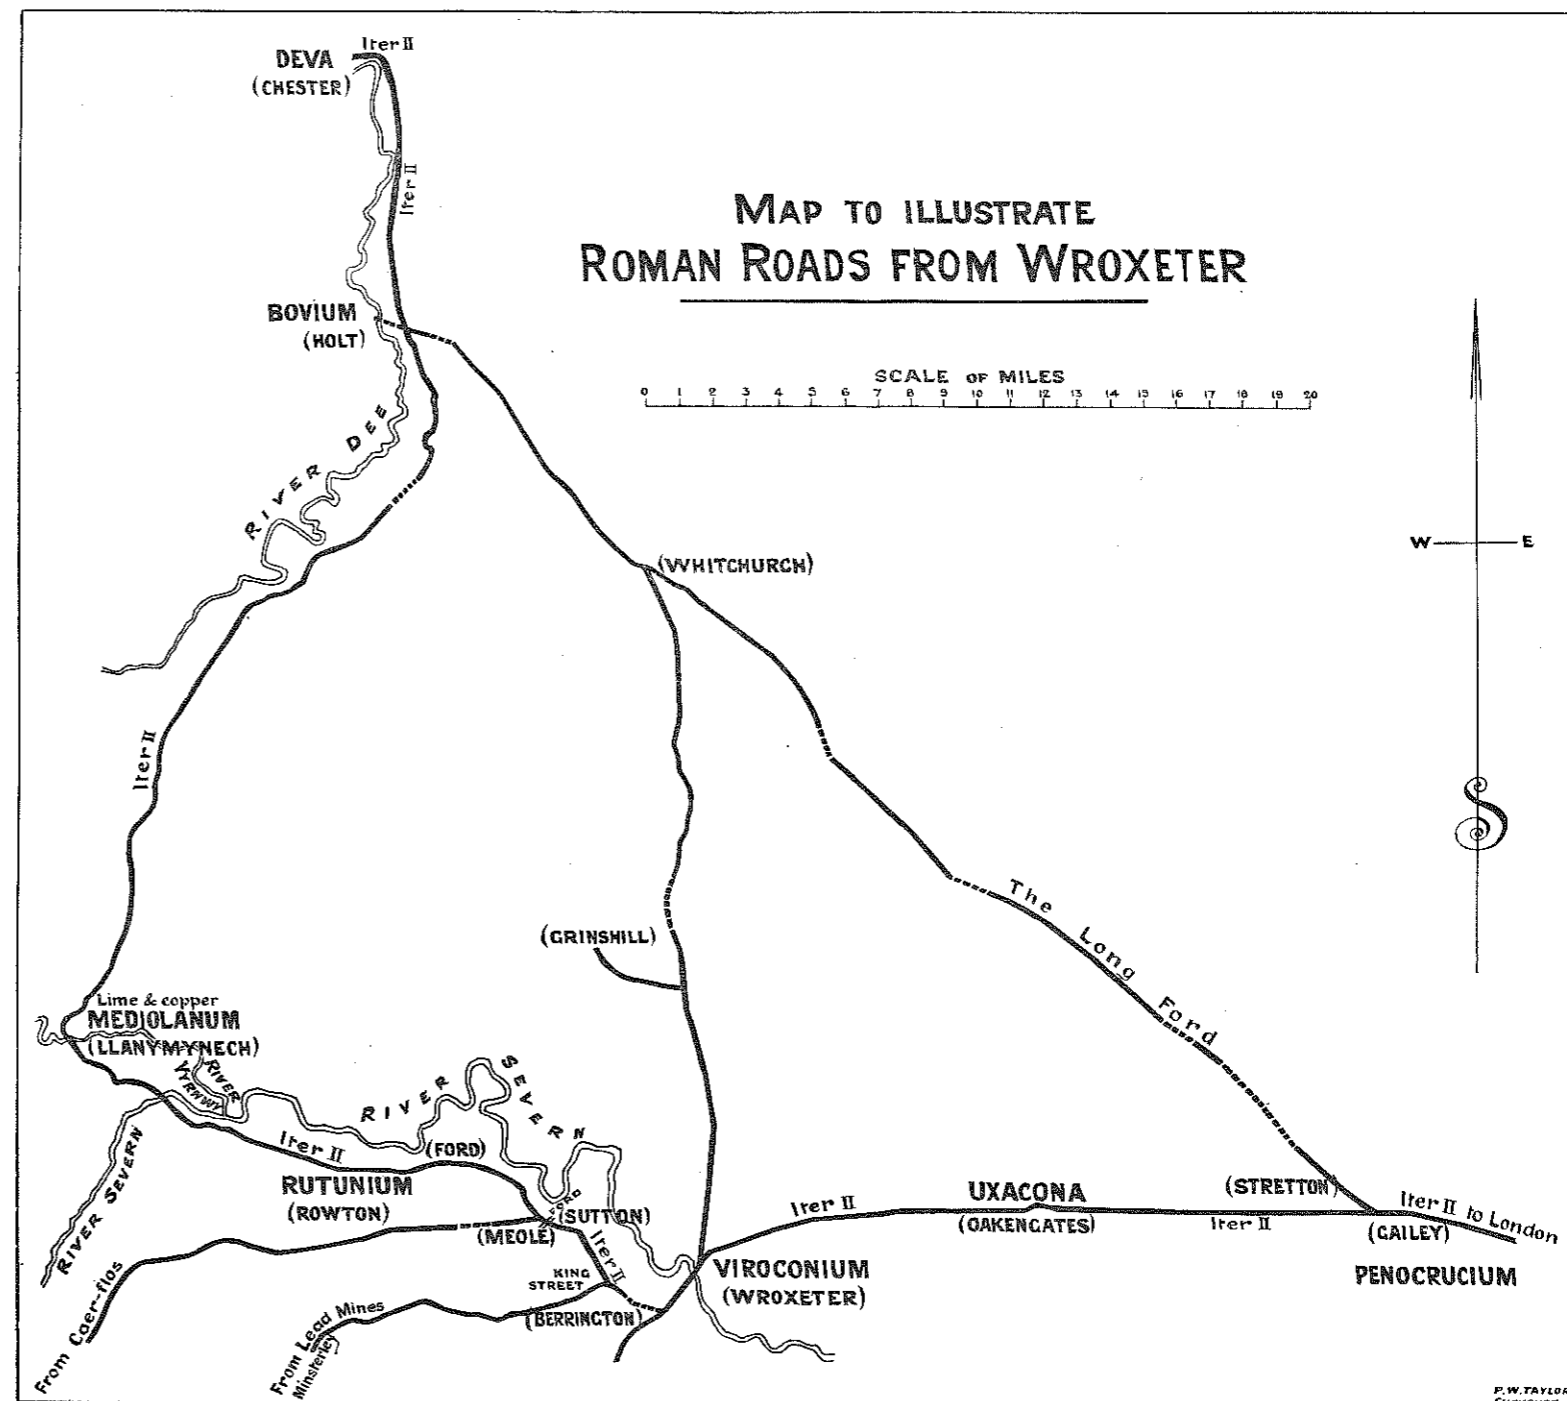 Iter II
DEVA
(CHESTER)
Iter II
MAP TO ILLUSTRATE
ROMAN ROADS FROM WROXETER
BOVIUM
(HOLT)
SCALE OF MILES
0 1 2 3 4 5 6 7 8 9 10 11 12 13 14 15 16 17 18 19 20
RIVER DEE
W E
(WHITCHURCH)
Iter II
The Long Ford
(GRINSHILL)
Lime & copper
MEDIOLANUM
(LLANYMYNECH)
RIVER
VYRNWY
RIVER SEVERN
RIVER SEVERN
Iter II
(FORD)
RUTUNIUM
(ROWTON)
FORD
(SUTTON)
(MEOLE)
Iter II
KING
STREET
(BERRINGTON)
Iter II
UXACONA
(OAKENGATES)
Iter II
(STRETTON)
Iter II to London
(GAILEY)
PENOCRUCIUM
VIROCONIUM
(WROXETER)
From Caer-flos
From Lead Mines
Minsterley
P.W. TAYLOR